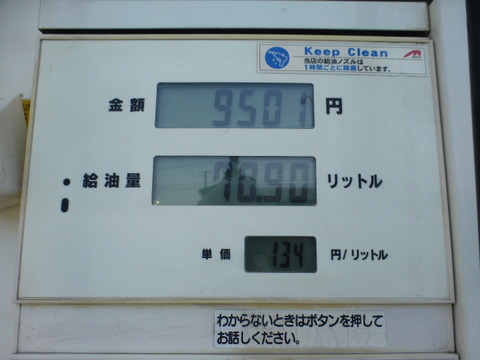 Keep Clean
当店の給油ノズルは
1時間ごとに除菌しています。
金額 9501 円
給油量 70.90 リットル
単価 134 円/リットル
わからないときはボタンを押して
お話しください。